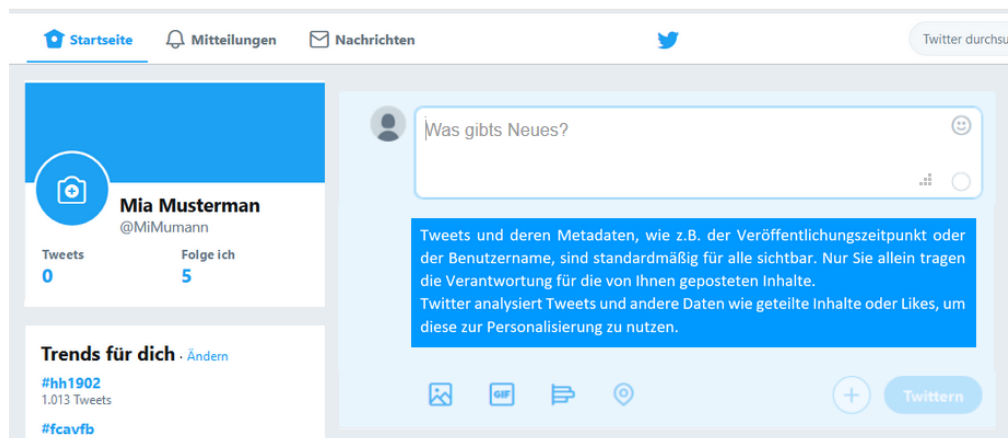 Startseite Mitteilungen Nachrichten Twitter durchsu
Mia Musterman
@MiMumann
Tweets Folge ich
0 5
Trends für dich · Ändern
#hh1902
1.013 Tweets
#fcavfb
Was gibts Neues?
Tweets und deren Metadaten, wie z.B. der Veröffentlichungszeitpunkt oder
der Benutzername, sind standardmäßig für alle sichtbar. Nur Sie allein tragen
die Verantwortung für die von Ihnen geposteten Inhalte.
Twitter analysiert Tweets und andere Daten wie geteilte Inhalte oder Likes, um
diese zur Personalisierung zu nutzen.
GIF Twittern